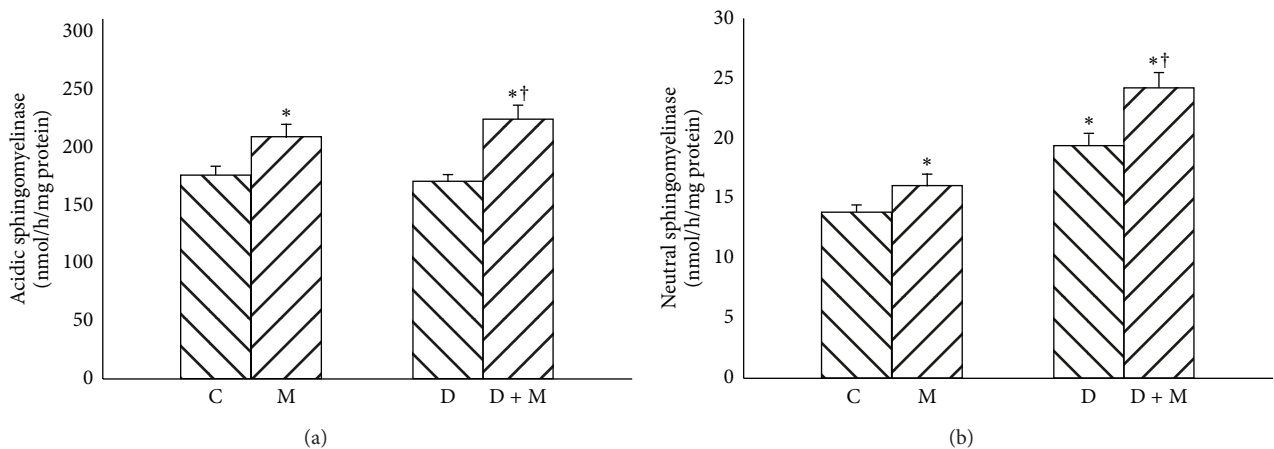 Acidic sphingomyelinase
(nmol/h/mg protein)
300
250
200
150
100
50
0
*
*†
C
M
D
D + M
(a)
Neutral sphingomyelinase
(nmol/h/mg protein)
30
25
20
15
10
5
0
*
*
*†
C
M
D
D + M
(b)